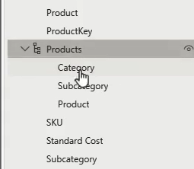 Product
ProductKey
Products
Category
Subcategory
Product
SKU
Standard Cost
Subcategory